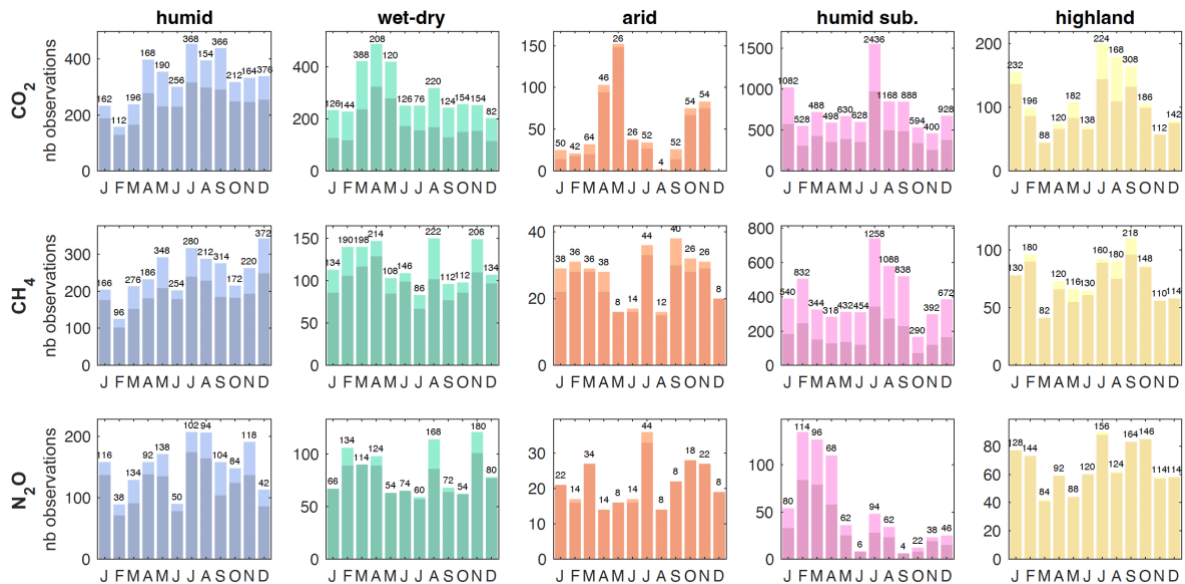 humid wet-dry arid humid sub. highland
CO2
nb observations
400
200
0
162 112 196 168 190 256 368 154 366 212 164 376
J F M A M J J A S O N D
400
200
0
126 144 388 208 120 126 76 220 124 154 154 82
J F M A M J J A S O N D
150
100
50
0
50 42 64 46 26 26 52 4 52 54 54
J F M A M J J A S O N D
1500
1000
500
0
1082 528 488 498 630 628 2436 1168 888 594 400 928
J F M A M J J A S O N D
200
100
0
232 196 88 66 182 138 224 168 308 186 112 142
J F M A M J J A S O N D
CH4
nb observations
300
200
100
0
166 96 276 186 348 254 280 212 314 172 220 372
J F M A M J J A S O N D
150
100
50
0
134 190 198 214 108 146 86 222 112 112 206 134
J F M A M J J A S O N D
40
20
0
38 36 36 38 8 14 44 12 40 26 26 8
J F M A M J J A S O N D
800
600
400
200
0
540 832 344 318 432 454 1258 1088 838 290 392 672
J F M A M J J A S O N D
100
50
0
130 180 82 120 116 130 160 180 218 148 110 114
J F M A M J J A S O N D
N2O
nb observations
200
100
0
116 38 134 92 138 50 102 94 104 84 118 42
J F M A M J J A S O N D
100
50
0
66 134 114 124 54 74 60 168 72 54 180 80
J F M A M J J A S O N D
30
20
10
0
21 14 34 14 8 14 44 8 8 18 22 8
J F M A M J J A S O N D
100
50
0
80 114 96 68 62 6 94 62 4 22 38 46
J F M A M J J A S O N D
80
60
40
20
0
128 144 84 92 88 120 156 124 164 146 114 114
J F M A M J J A S O N D